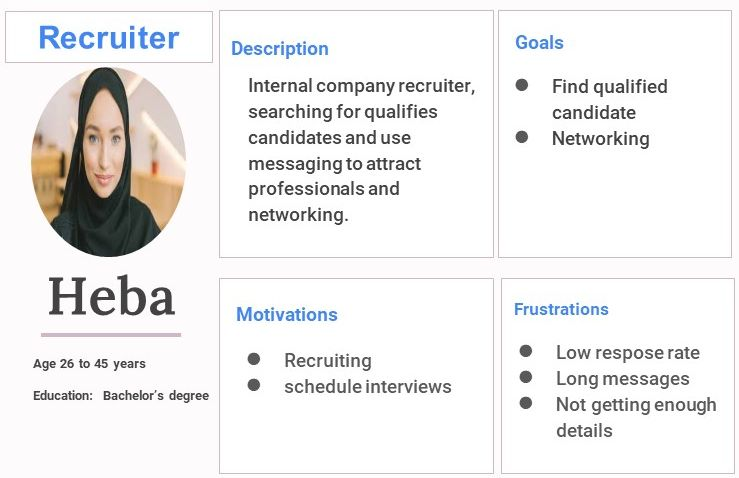 Recruiter
Heba
Age 26 to 45 years
Education: Bachelor's degree
Description
Internal company recruiter,
searching for qualifies
candidates and use
messaging to attract
professionals and
networking.
Goals
● Find qualified
candidate
● Networking
Motivations
● Recruiting
● schedule interviews
Frustrations
● Low respose rate
● Long messages
● Not getting enough
details